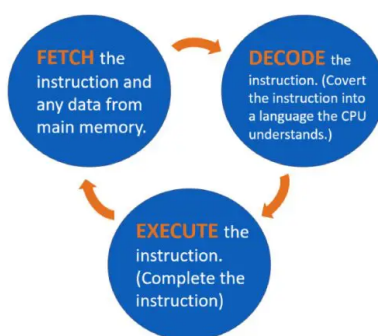 FETCH the
instruction and
any data from
main memory.
DECODE the
instruction. (Covert
the instruction into
a language the CPU
understands.)
EXECUTE the
instruction.
(Complete the
instruction)